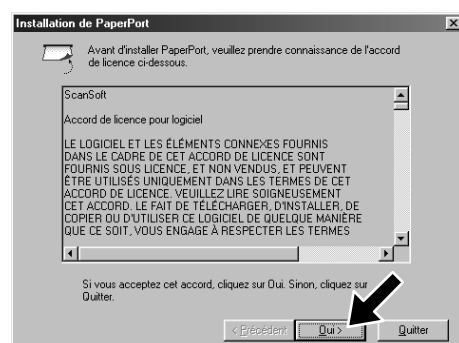 Installation de PaperPort
Avant d'installer PaperPort, veuillez prendre connaissance de l'accord
de licence ci-dessous.
ScanSoft
Accord de licence pour logiciel
LE LOGICIEL ET LES ÉLÉMENTS CONNEXES FOURNIS
DANS LE CADRE DE CET ACCORD DE LICENCE SONT
FOURNIS SOUS LICENCE, ET NON VENDUS, ET PEUVENT
ÊTRE UTILISÉS UNIQUEMENT DANS LES TERMES DE CET
ACCORD DE LICENCE. VEUILLEZ LIRE SOIGNEUSEMENT
CET ACCORD. LE FAIT DE TÉLÉCHARGER, D'INSTALLER, DE
COPIER OU D'UTILISER CE LOGICIEL DE QUELQUE MANIÈRE
QUE CE SOIT, VOUS ENGAGE À RESPECTER LES TERMES
Si vous acceptez cet accord, cliquez sur Oui. Sinon, cliquez sur
Quitter.
< Précédent Oui > Quitter